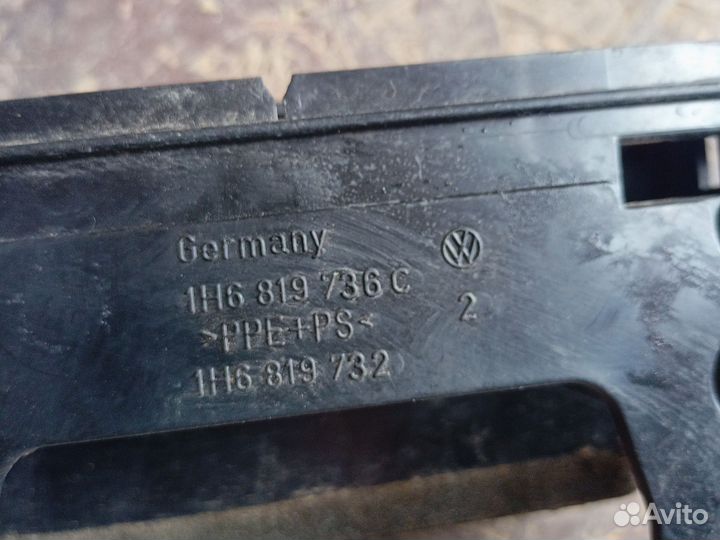 Germany
1H6 819 736 C
>PPE+PS<
2
1H6 819 732
Avito